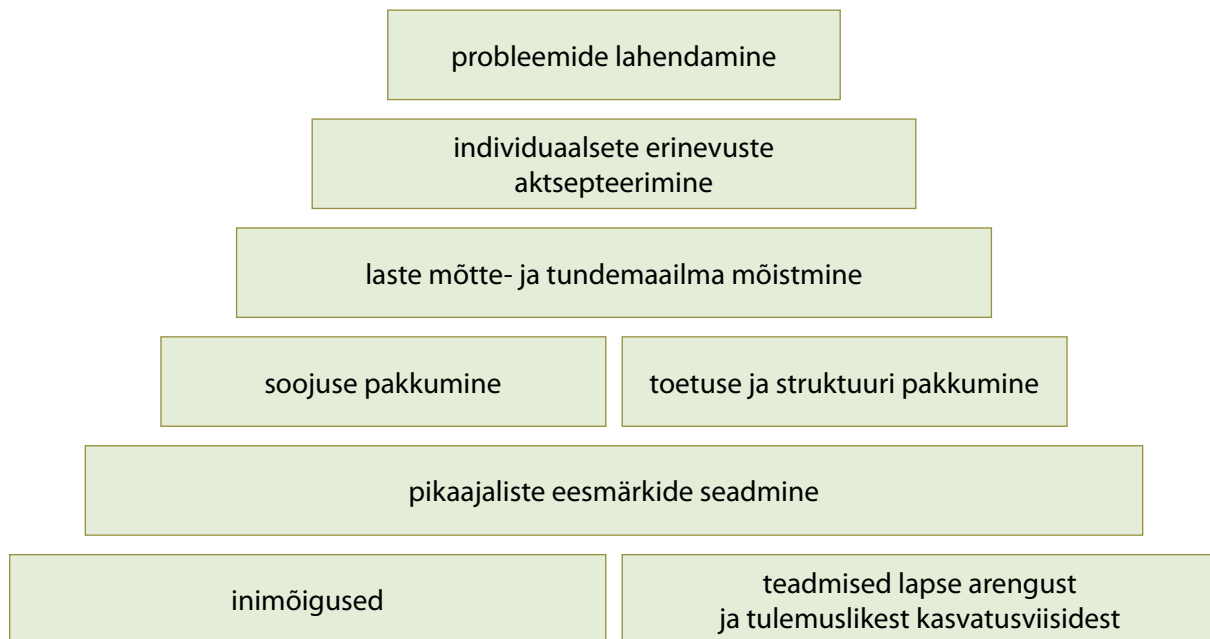 probleemide lahendamine
individuaalsete erinevuste
aktsepteerimine
laste mõtte- ja tundemaailma mõistmine
soojuse pakkumine
toetuse ja struktuuri pakkumine
pikaajaliste eesmärkide seadmine
inimõigused
teadmised lapse arengust
ja tulemuslikest kasvatusviisidest